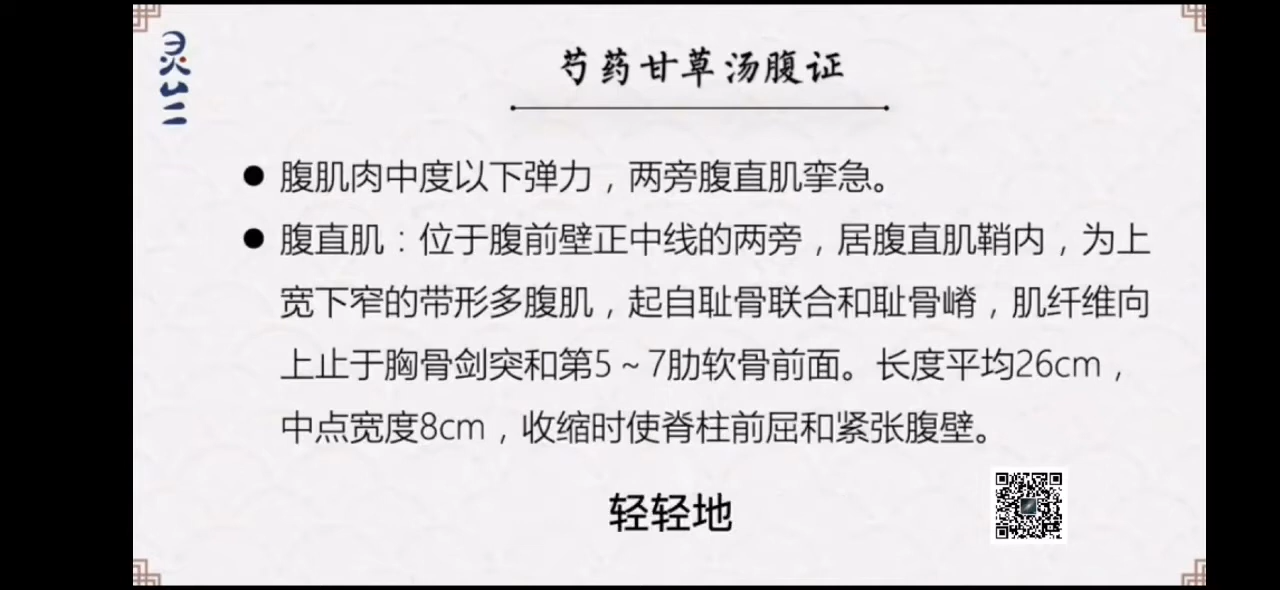 灵兰
芍药甘草汤腹证
● 腹肌肉中度以下弹力，两旁腹直肌挛急。
● 腹直肌：位于腹前壁正中线的两旁，居腹直肌鞘内，为上
宽下窄的带形多腹肌，起自耻骨联合和耻骨嵴，肌纤维向
上止于胸骨剑突和第5～7肋软骨前面。长度平均26cm，
中点宽度8cm，收缩时使脊柱前屈和紧张腹壁。
轻轻地